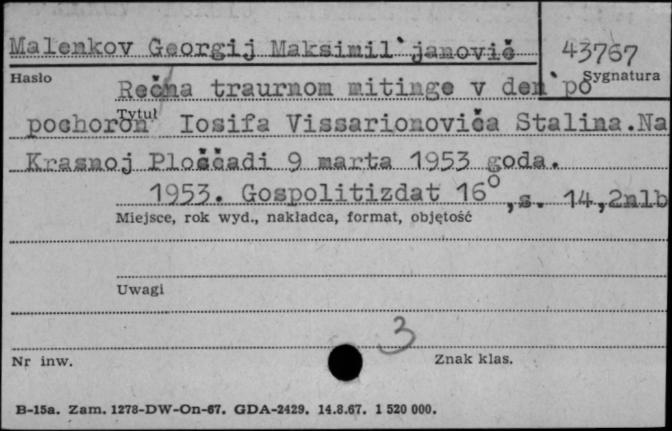 Malenkov Georgij Maksimil'janovič 43767
Hasło Sygnatura
Reč na traurnom mitinge v den' po
Tytuł
pochoron Iosifa Vissarionoviča Stalina.Na
Krasnoj Ploščadi 9 marta 1953 goda.
1953. Gospolitizdat 16°,s. 14,2nlb
Miejsce, rok wyd., nakładca, format, objętość
Uwagi
3
Nr inw. Znak klas.
B-15a. Zam. 1278-DW-On-67. GDA-2429. 14.8.67. 1 520 000.